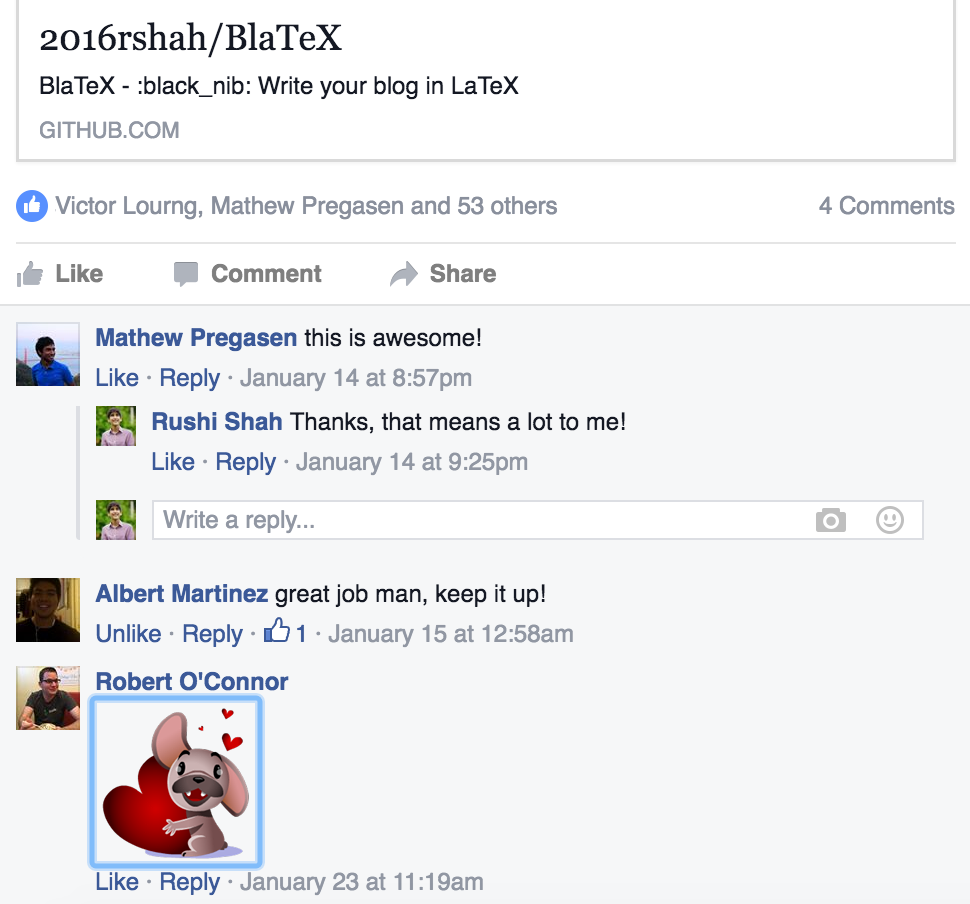 2016rshah/BlaTeX
BlaTeX - :black_nib: Write your blog in LaTeX
GITHUB.COM
Victor Lourng, Mathew Pregasen and 53 others 4 Comments
Like Comment Share
Mathew Pregasen this is awesome!
Like · Reply · January 14 at 8:57pm
Rushi Shah Thanks, that means a lot to me!
Like · Reply · January 14 at 9:25pm
Write a reply...
Albert Martinez great job man, keep it up!
Unlike · Reply · 1 · January 15 at 12:58am
Robert O'Connor
Like · Reply · January 23 at 11:19am